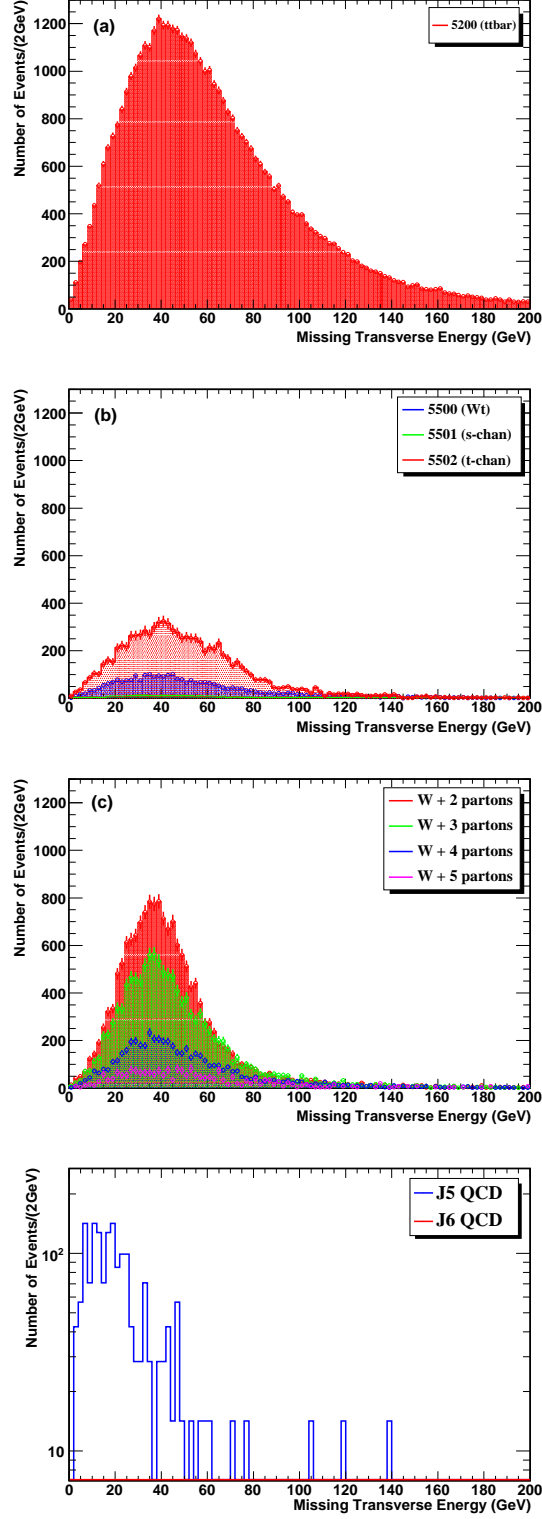 (a)
5200 (ttbar)
Number of Events/(2GeV)
1200
1000
800
600
400
200
0
0 20 40 60 80 100 120 140 160 180 200
Missing Transverse Energy (GeV)
(b)
5500 (Wt)
5501 (s-chan)
5502 (t-chan)
Number of Events/(2GeV)
1200
1000
800
600
400
200
0
0 20 40 60 80 100 120 140 160 180 200
Missing Transverse Energy (GeV)
(c)
W + 2 partons
W + 3 partons
W + 4 partons
W + 5 partons
Number of Events/(2GeV)
1200
1000
800
600
400
200
0
0 20 40 60 80 100 120 140 160 180 200
Missing Transverse Energy (GeV)
J5 QCD
J6 QCD
Number of Events/(2GeV)
10²
10
0 20 40 60 80 100 120 140 160 180 200
Missing Transverse Energy (GeV)